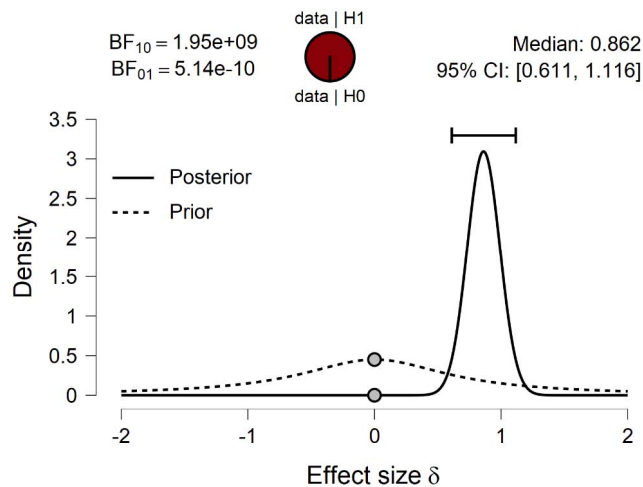 data | H1
BF10 = 1.95e+09
BF01 = 5.14e-10
data | H0
Median: 0.862
95% CI: [0.611, 1.116]
3.5
3
2.5
2
1.5
1
0.5
0
Density
Posterior
Prior
-2 -1 0 1 2
Effect size δ